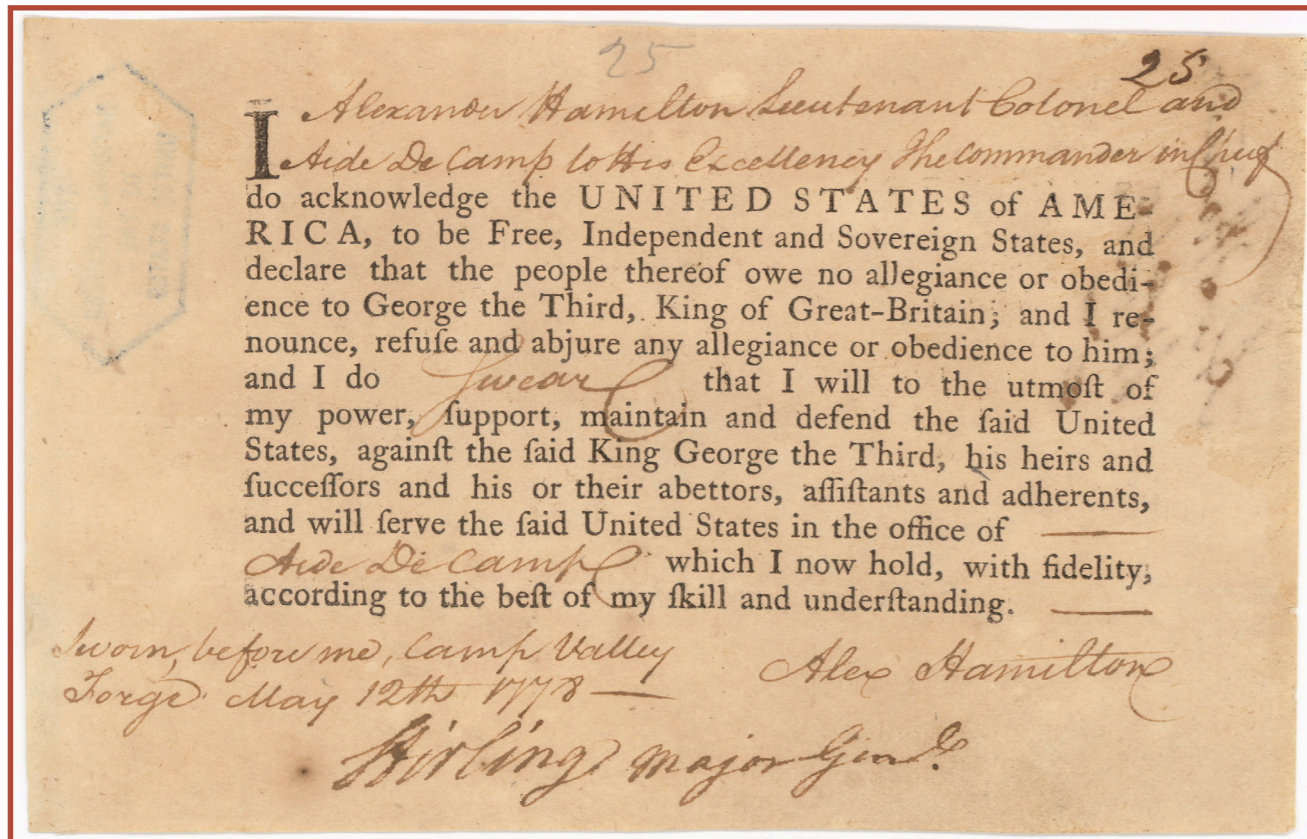 25
25
I Alexander Hamilton Lieutenant Colonel and
Aide De Camp to His Excellency The Commander in Cheif
do acknowledge the UNITED STATES of AME-
RICA, to be Free, Independent and Sovereign States, and
declare that the people thereof owe no allegiance or obedi-
ence to George the Third, King of Great-Britain; and I re-
nounce, refuſe and abjure any allegiance or obedience to him;
and I do Swear that I will to the utmoſt of
my power, ſupport, maintain and defend the ſaid United
States, againſt the ſaid King George the Third, his heirs and
ſucceſſors and his or their abettors, aſſiſtants and adherents,
and will ſerve the ſaid United States in the office of ——
Aide De Camp which I now hold, with fidelity,
according to the beſt of my ſkill and underſtanding. ——
Sworn, before me, Camp Valley
Forge May 12th 1778 —
Alex Hamilton
Stirling Major Genl.